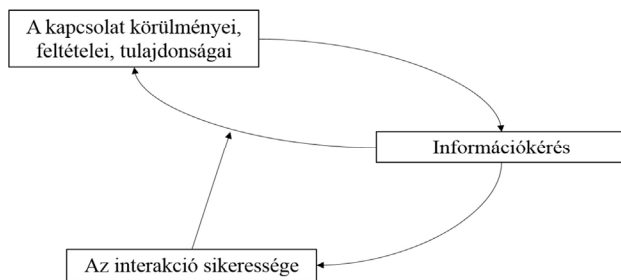 A kapcsolat körülményei,
feltételei, tulajdonságai
Információkérés
Az interakció sikeressége